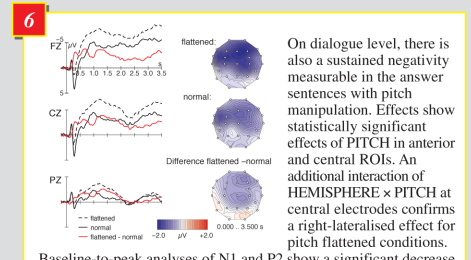 6
flattened:
-5
FZ
µV
s
.5 1.0 1.5 2.0 2.5 3.0 3.5
5
normal:
CZ
Difference flattened –normal
PZ
flattened
normal
flattened - normal
-2.0 µV +2.0
0.000 .. 3.500 s
On dialogue level, there is
also a sustained negativity
measurable in the answer
sentences with pitch
manipulation. Effects show
statistically significant
effects of PITCH in anterior
and central ROIs. An
additional interaction of
HEMISPHERE × PITCH at
central electrodes confirms
a right-lateralised effect for
pitch flattened conditions.
Baseline-to-peak analyses of N1 and P2 show a significant decrease